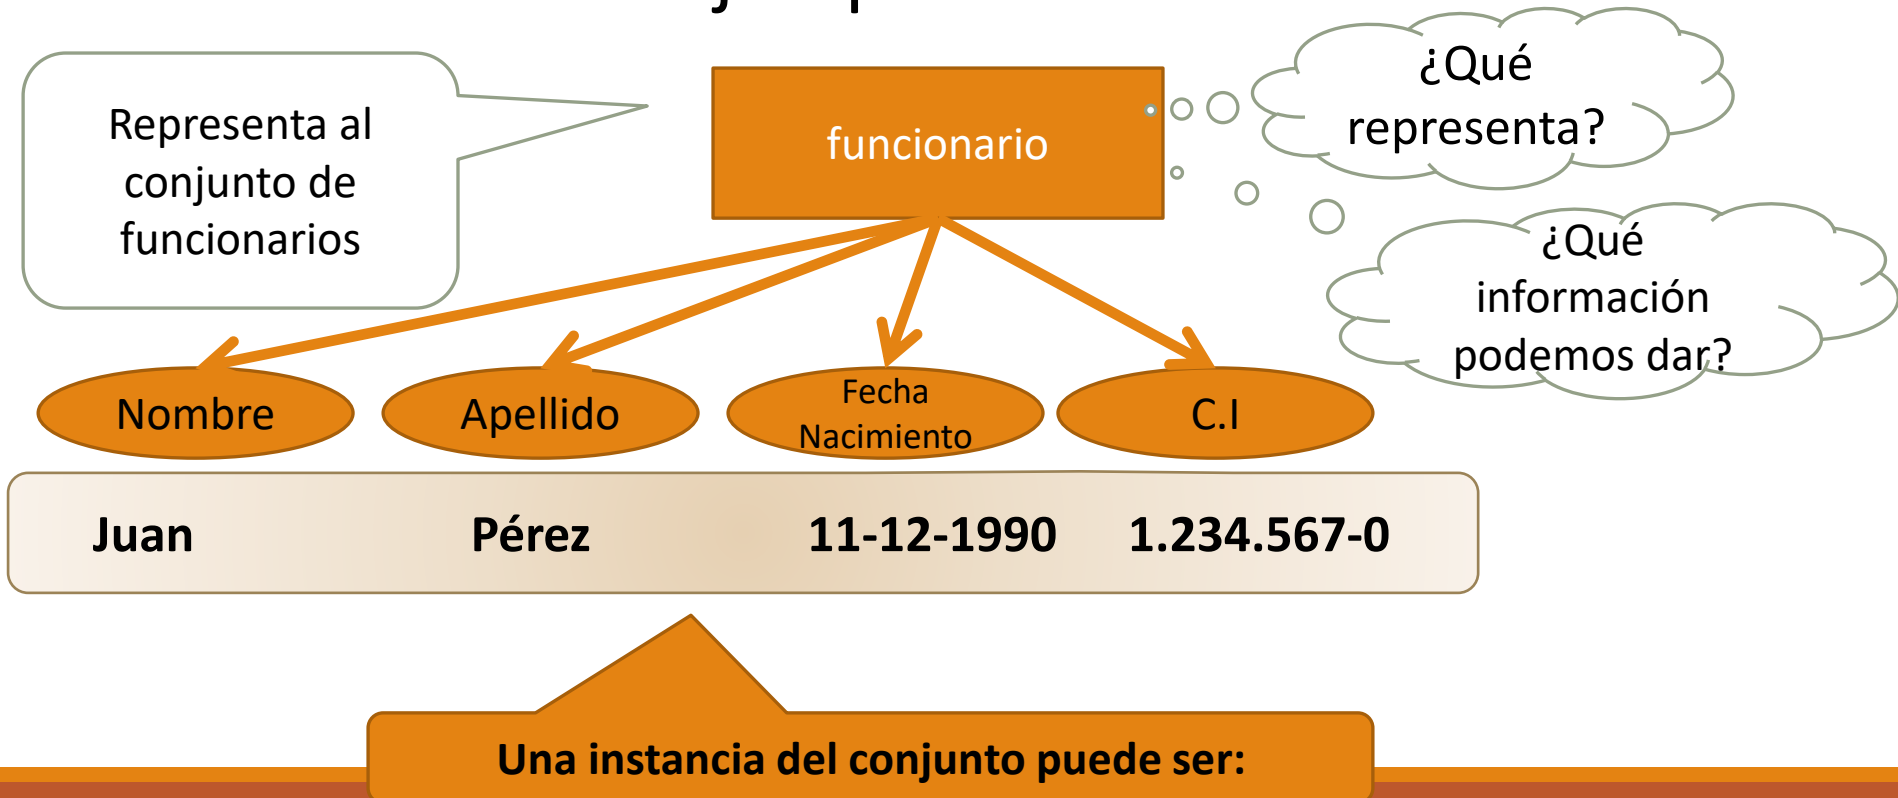 ¿Qué
representa?
Representa al
conjunto de
funcionarios
funcionario
¿Qué
información
podemos dar?
Nombre
Apellido
Fecha
Nacimiento
C.I
Juan Pérez 11-12-1990 1.234.567-0
Una instancia del conjunto puede ser: